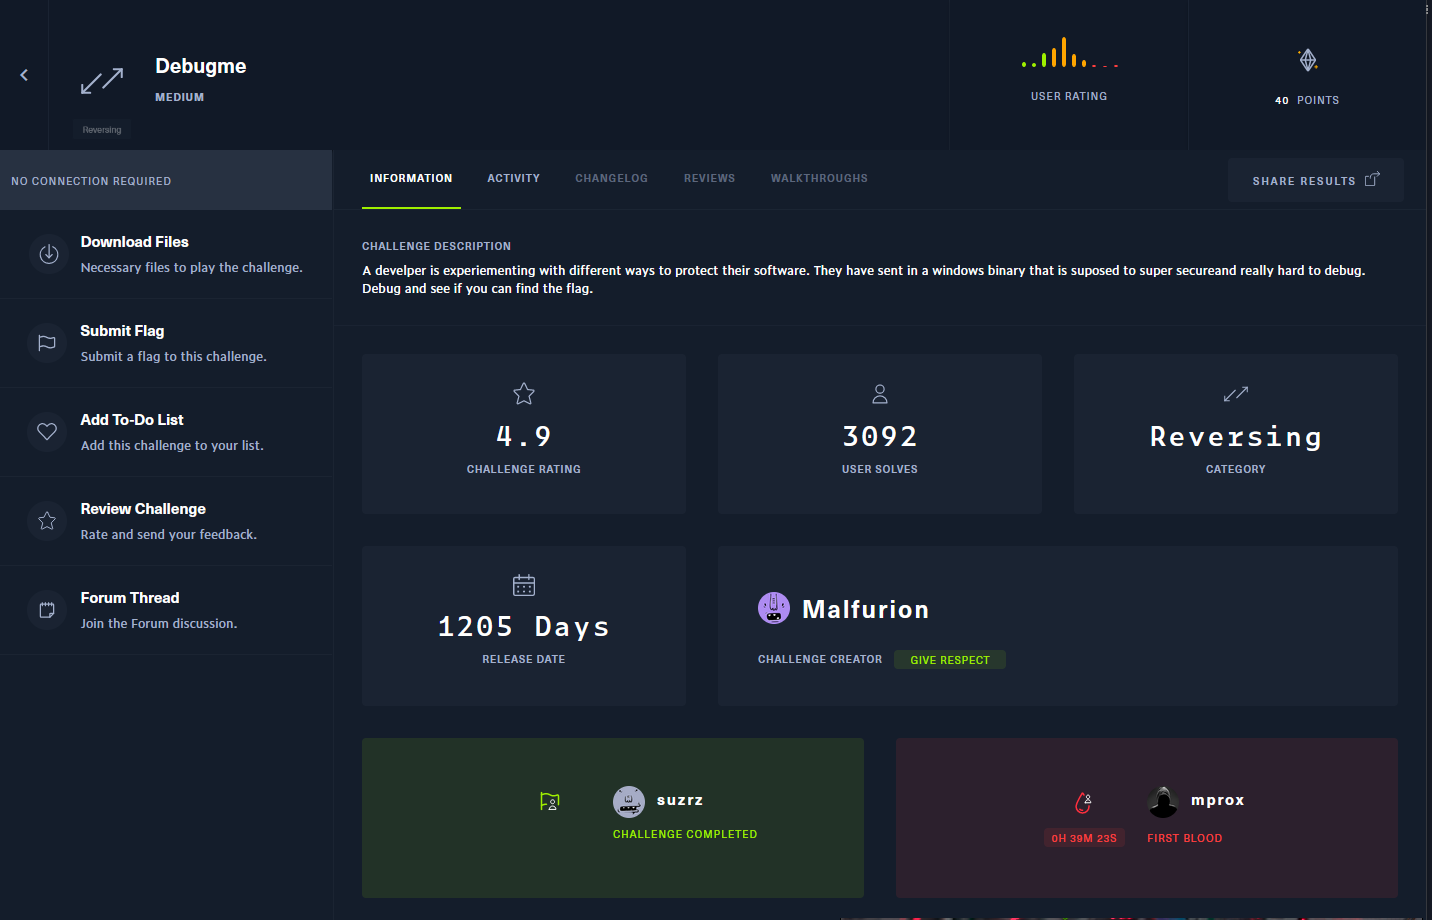 Debugme
MEDIUM
Reversing
USER RATING
40 POINTS
NO CONNECTION REQUIRED
INFORMATION ACTIVITY CHANGELOG REVIEWS WALKTHROUGHS
SHARE RESULTS
Download Files
Necessary files to play the challenge.
Submit Flag
Submit a flag to this challenge.
Add To-Do List
Add this challenge to your list.
Review Challenge
Rate and send your feedback.
Forum Thread
Join the Forum discussion.
CHALLENGE DESCRIPTION
A develper is experiementing with different ways to protect their software. They have sent in a windows binary that is suposed to super secureand really hard to debug.
Debug and see if you can find the flag.
4.9
CHALLENGE RATING
3092
USER SOLVES
Reversing
CATEGORY
1205 Days
RELEASE DATE
Malfurion
CHALLENGE CREATOR GIVE RESPECT
suzrz
CHALLENGE COMPLETED
mprox
0H 39M 23S FIRST BLOOD